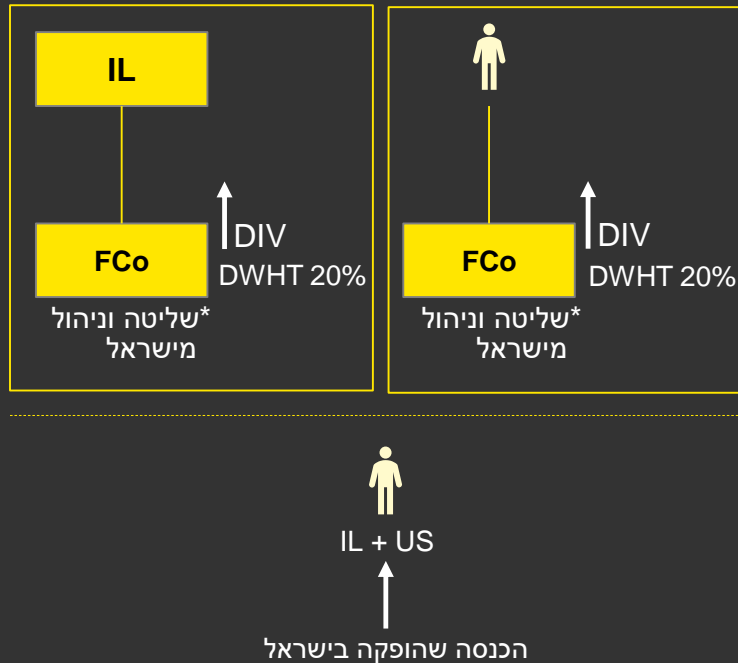 IL
FCo
DIV
DWHT 20%
*שליטה וניהול
מישראל
FCo
DIV
DWHT 20%
*שליטה וניהול
מישראל
IL + US
הכנסה שהופקה בישראל